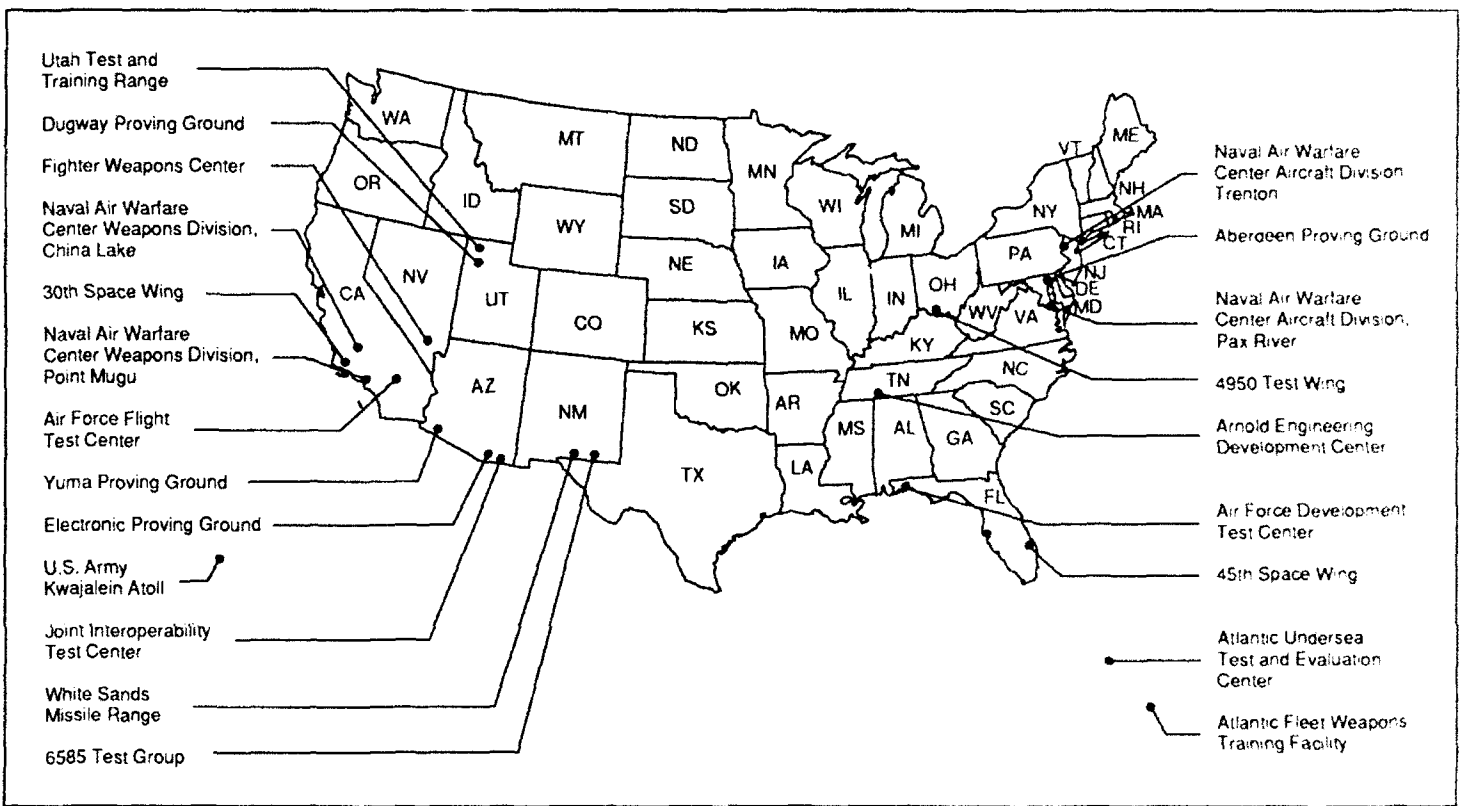 Utah Test and
Training Range
Dugway Proving Ground
Fighter Weapons Center
Naval Air Warfare
Center Weapons Division,
China Lake
30th Space Wing
Naval Air Warfare
Center Weapons Division,
Point Mugu
Air Force Flight
Test Center
Yuma Proving Ground
Electronic Proving Ground
U.S. Army
Kwajalein Atoll
Joint Interoperability
Test Center
White Sands
Missile Range
6585 Test Group
WA
OR
ID
MT
ND
MN
SD
WY
NE
NV
CA
UT
CO
KS
AZ
NM
OK
TX
WI
MI
IA
IL
IN
OH
MO
KY
TN
AR
MS
AL
GA
LA
FL
SC
NC
WV
VA
PA
NY
VT
ME
NH
MA
RI
CT
NJ
DE
MD
Naval Air Warfare
Center Aircraft Division
Trenton
Aberdeen Proving Ground
Naval Air Warfare
Center Aircraft Division,
Pax River
4950 Test Wing
Arnold Engineering
Development Center
Air Force Development
Test Center
45th Space Wing
Atlantic Undersea
Test and Evaluation
Center
Atlantic Fleet Weapons
Training Facility